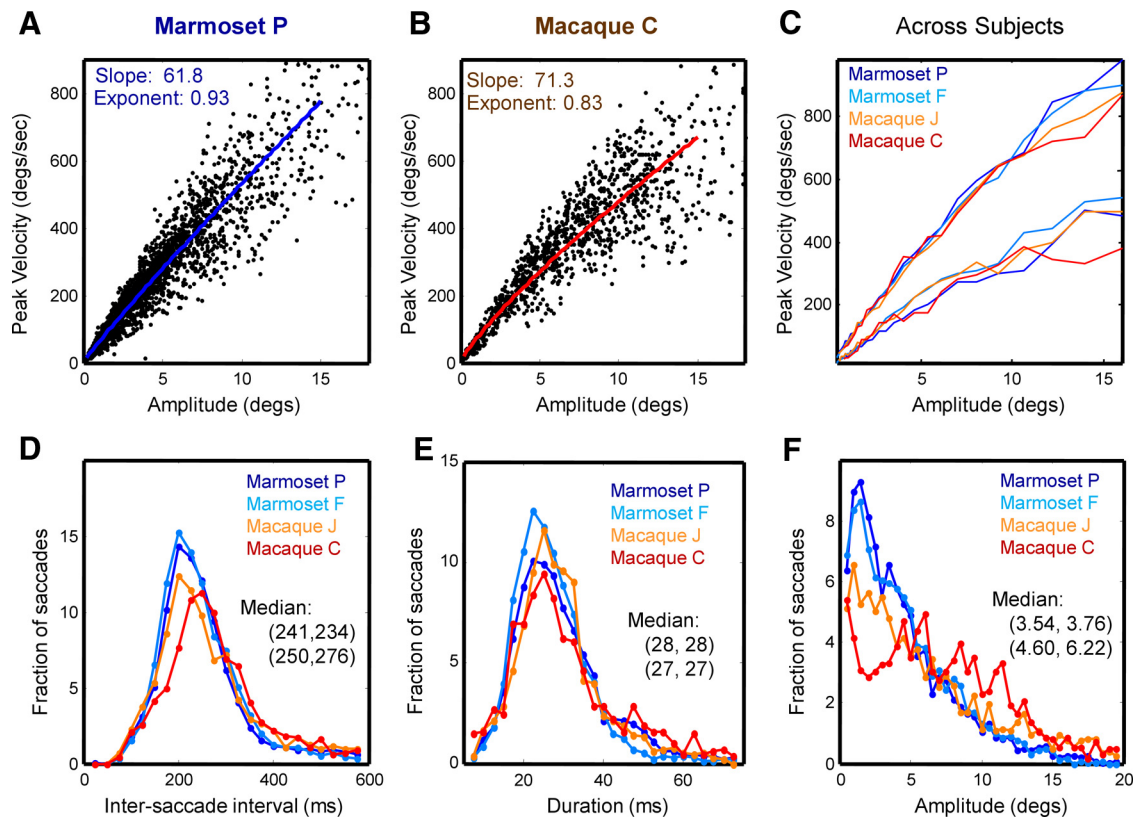 A
Marmoset P
Slope: 61.8
Exponent: 0.93
Peak Velocity (degs/sec)
800
600
400
200
0
0
5
10
15
Amplitude (degs)
B
Macaque C
Slope: 71.3
Exponent: 0.83
Peak Velocity (degs/sec)
800
600
400
200
0
0
5
10
15
Amplitude (degs)
C
Across Subjects
Marmoset P
Marmoset F
Macaque J
Macaque C
Peak Velocity (degs/sec)
800
600
400
200
5
10
15
Amplitude (degs)
D
Marmoset P
Marmoset F
Macaque J
Macaque C
Median:
(241,234)
(250,276)
Fraction of saccades
15
10
5
0
0
200
400
600
Inter-saccade interval (ms)
E
Marmoset P
Marmoset F
Macaque J
Macaque C
Median:
(28, 28)
(27, 27)
Fraction of saccades
15
10
5
0
20
40
60
Duration (ms)
F
Marmoset P
Marmoset F
Macaque J
Macaque C
Median:
(3.54, 3.76)
(4.60, 6.22)
Fraction of saccades
8
6
4
2
0
0
5
10
15
20
Amplitude (degs)